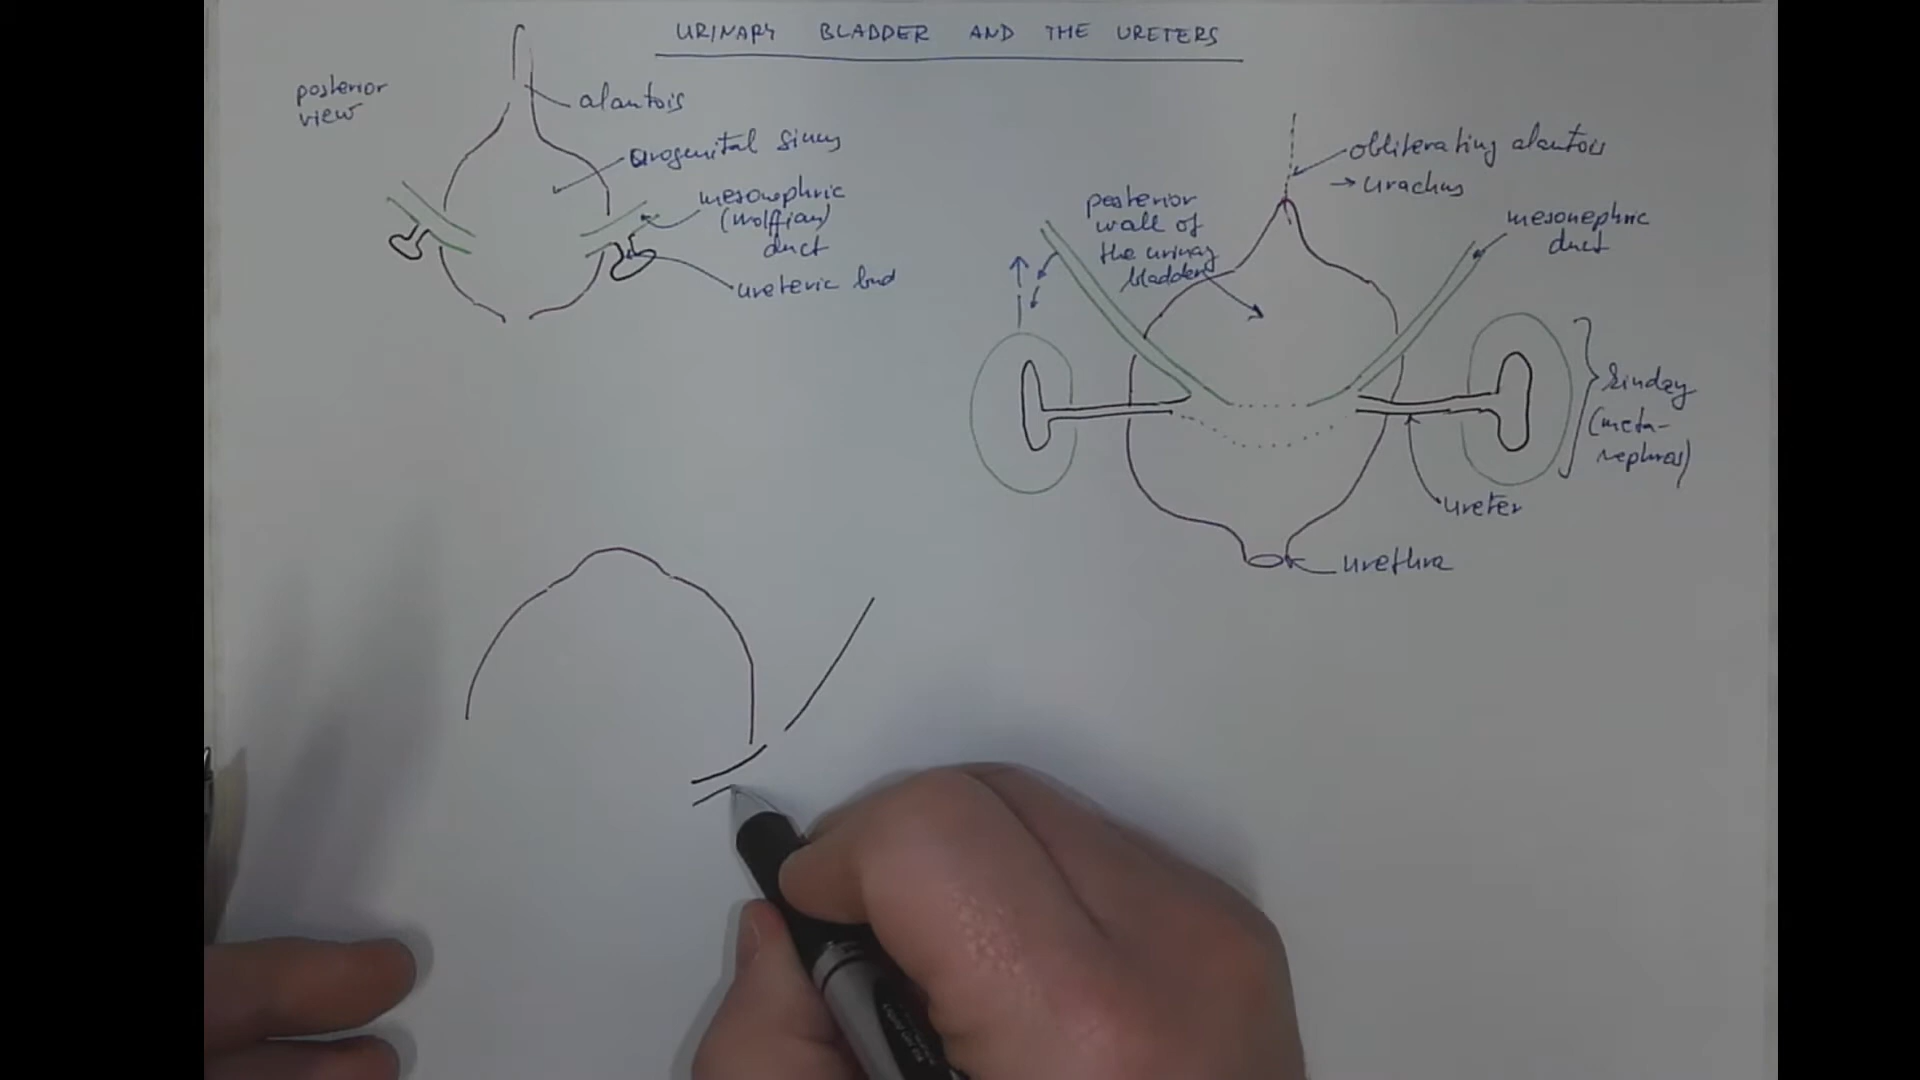 URINARY BLADDER AND THE URETERS
posterior
view
alantois
urogenital sinus
mesonephric
(wolffian)
duct
ureteric bud
obliterating alantois
→ urachus
posterior
wall of
the urinary
bladder
mesonephric
duct
kindey
(meta-
nephros)
ureter
urethra